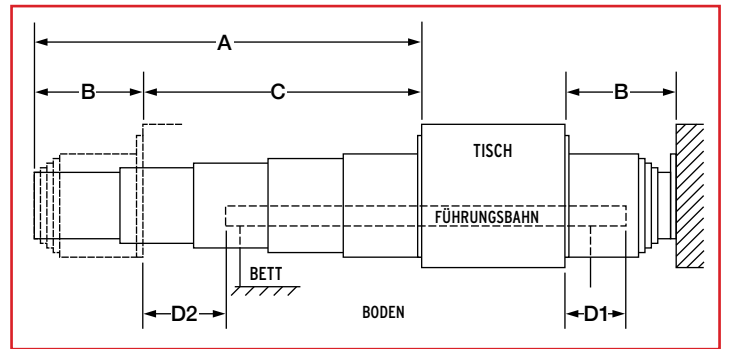 A
B
C
B
TISCH
FÜHRUNGSBAHN
BETT
D2
BODEN
D1